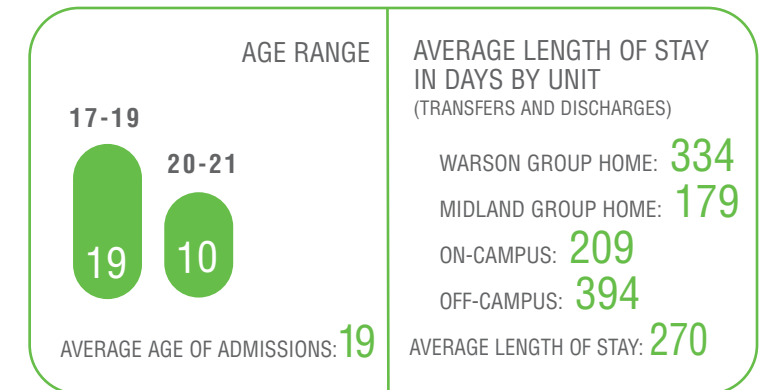 AGE RANGE
17-19
20-21
19
10
AVERAGE AGE OF ADMISSIONS: 19
AVERAGE LENGTH OF STAY
IN DAYS BY UNIT
(TRANSFERS AND DISCHARGES)
WARSON GROUP HOME: 334
MIDLAND GROUP HOME: 179
ON-CAMPUS: 209
OFF-CAMPUS: 394
AVERAGE LENGTH OF STAY: 270